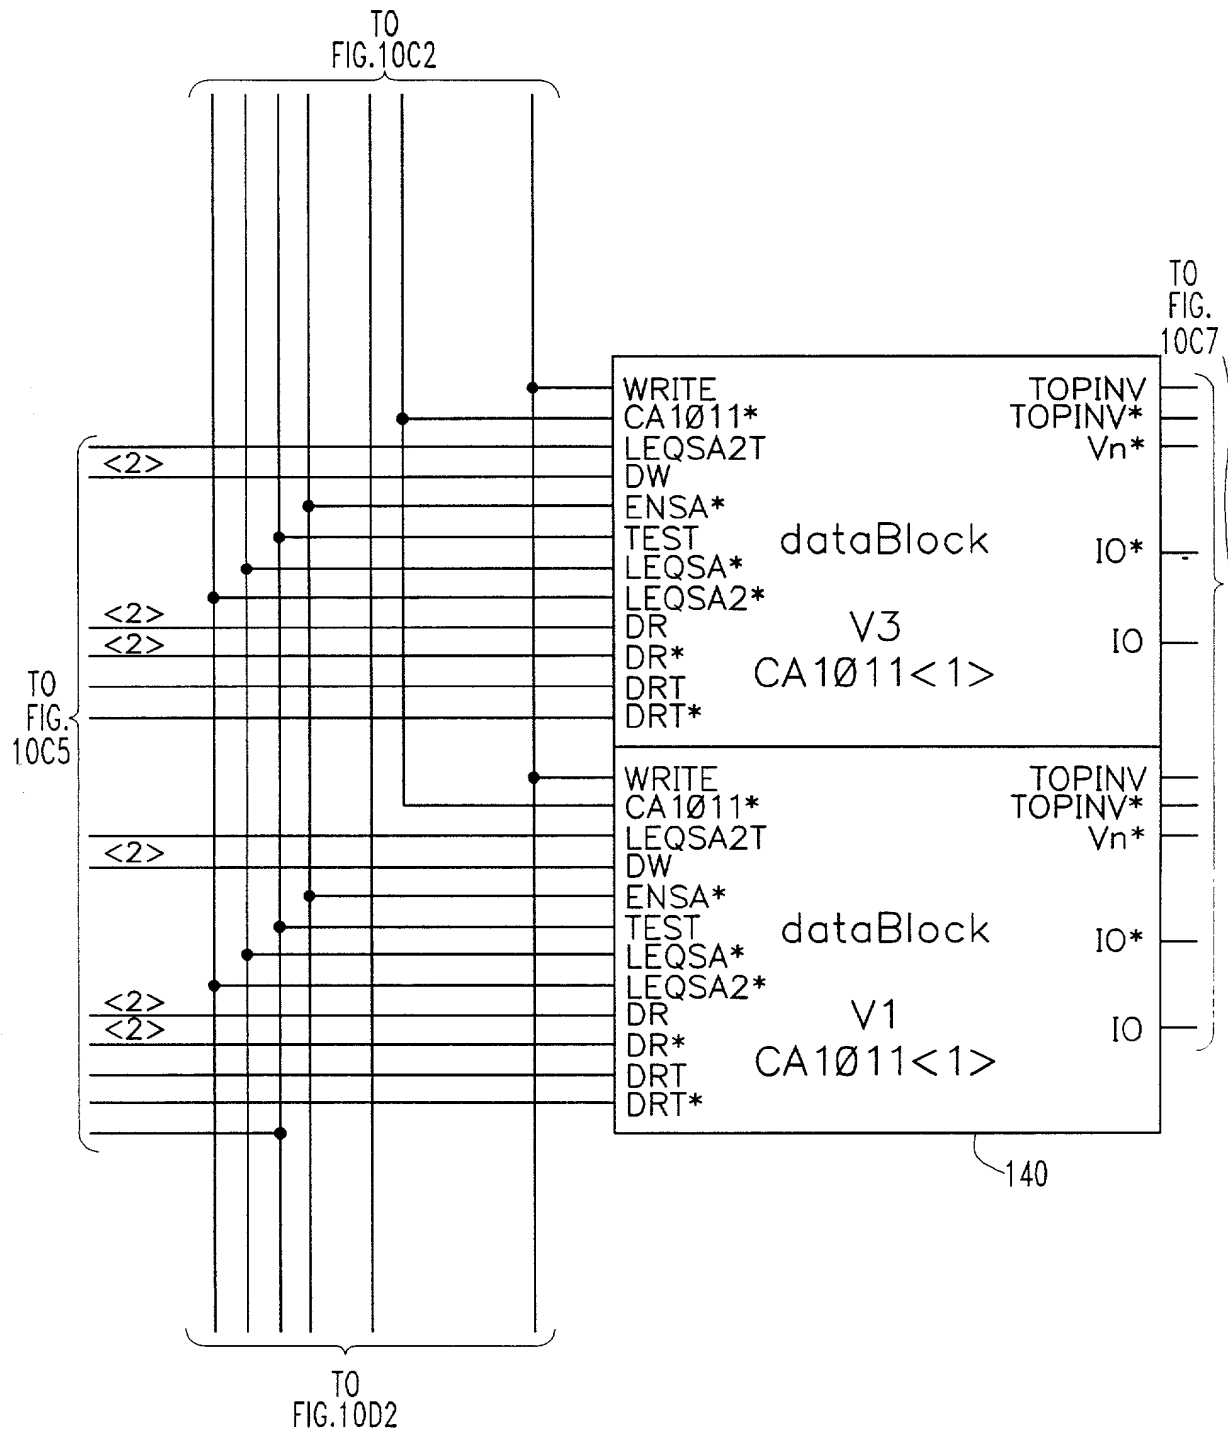 TO
FIG.10C2
TO
FIG.
10C7
WRITE
CA1Ø11*
LEQSA2T
<2>
DW
ENSA*
TEST
LEQSA*
LEQSA2*
<2>
DR
<2>
DR*
DRT
DRT*
TOPINV
TOPINV*
Vn*
dataBlock
IO*
V3
IO
CA1Ø11<1>
TO
FIG.
10C5
WRITE
CA1Ø11*
LEQSA2T
<2>
DW
ENSA*
TEST
LEQSA*
LEQSA2*
<2>
DR
<2>
DR*
DRT
DRT*
TOPINV
TOPINV*
Vn*
dataBlock
IO*
V1
IO
CA1Ø11<1>
140
TO
FIG.10D2